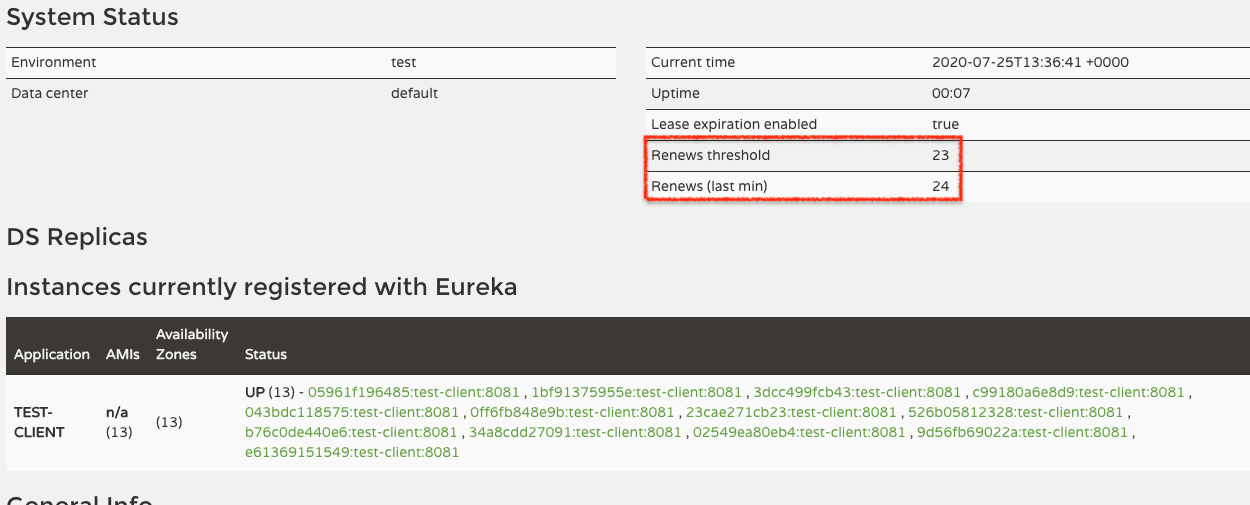 System Status
Environment test
Data center default
Current time 2020-07-25T13:36:41 +0000
Uptime 00:07
Lease expiration enabled true
Renews threshold 23
Renews (last min) 24
DS Replicas
Instances currently registered with Eureka
Application AMIs Availability Zones Status
TEST-CLIENT n/a (13) (13) UP (13) - 05961f196485:test-client:8081 , 1bf91375955e:test-client:8081 , 3dcc499fcb43:test-client:8081 , c99180a6e8d9:test-client:8081 ,
043bdc118575:test-client:8081 , 0ff6fb848e9b:test-client:8081 , 23cae271cb23:test-client:8081 , 526b05812328:test-client:8081 ,
b76c0de440e6:test-client:8081 , 34a8cdd27091:test-client:8081 , 02549ea80eb4:test-client:8081 , 9d56fb69022a:test-client:8081 ,
e61369151549:test-client:8081
General Info